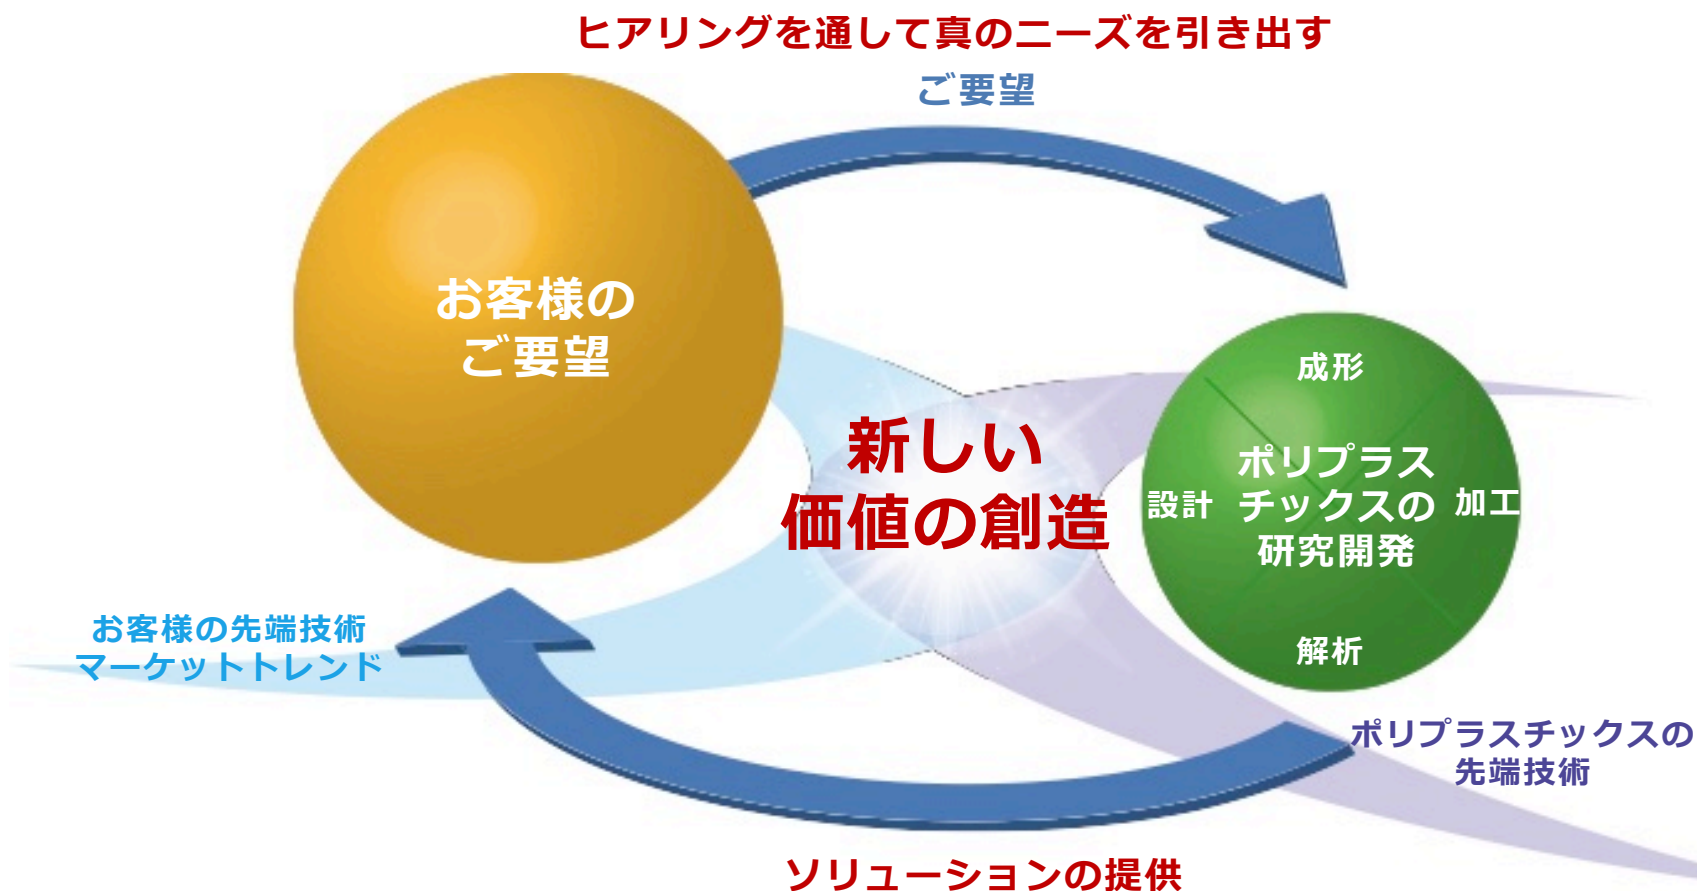 ヒアリングを通して真のニーズを引き出す
ご要望
お客様の
ご要望
新しい
価値の創造
成形
ポリプラス
設計 チックスの 加工
研究開発
解析
お客様の先端技術
マーケットトレンド
ポリプラスチックスの
先端技術
ソリューションの提供